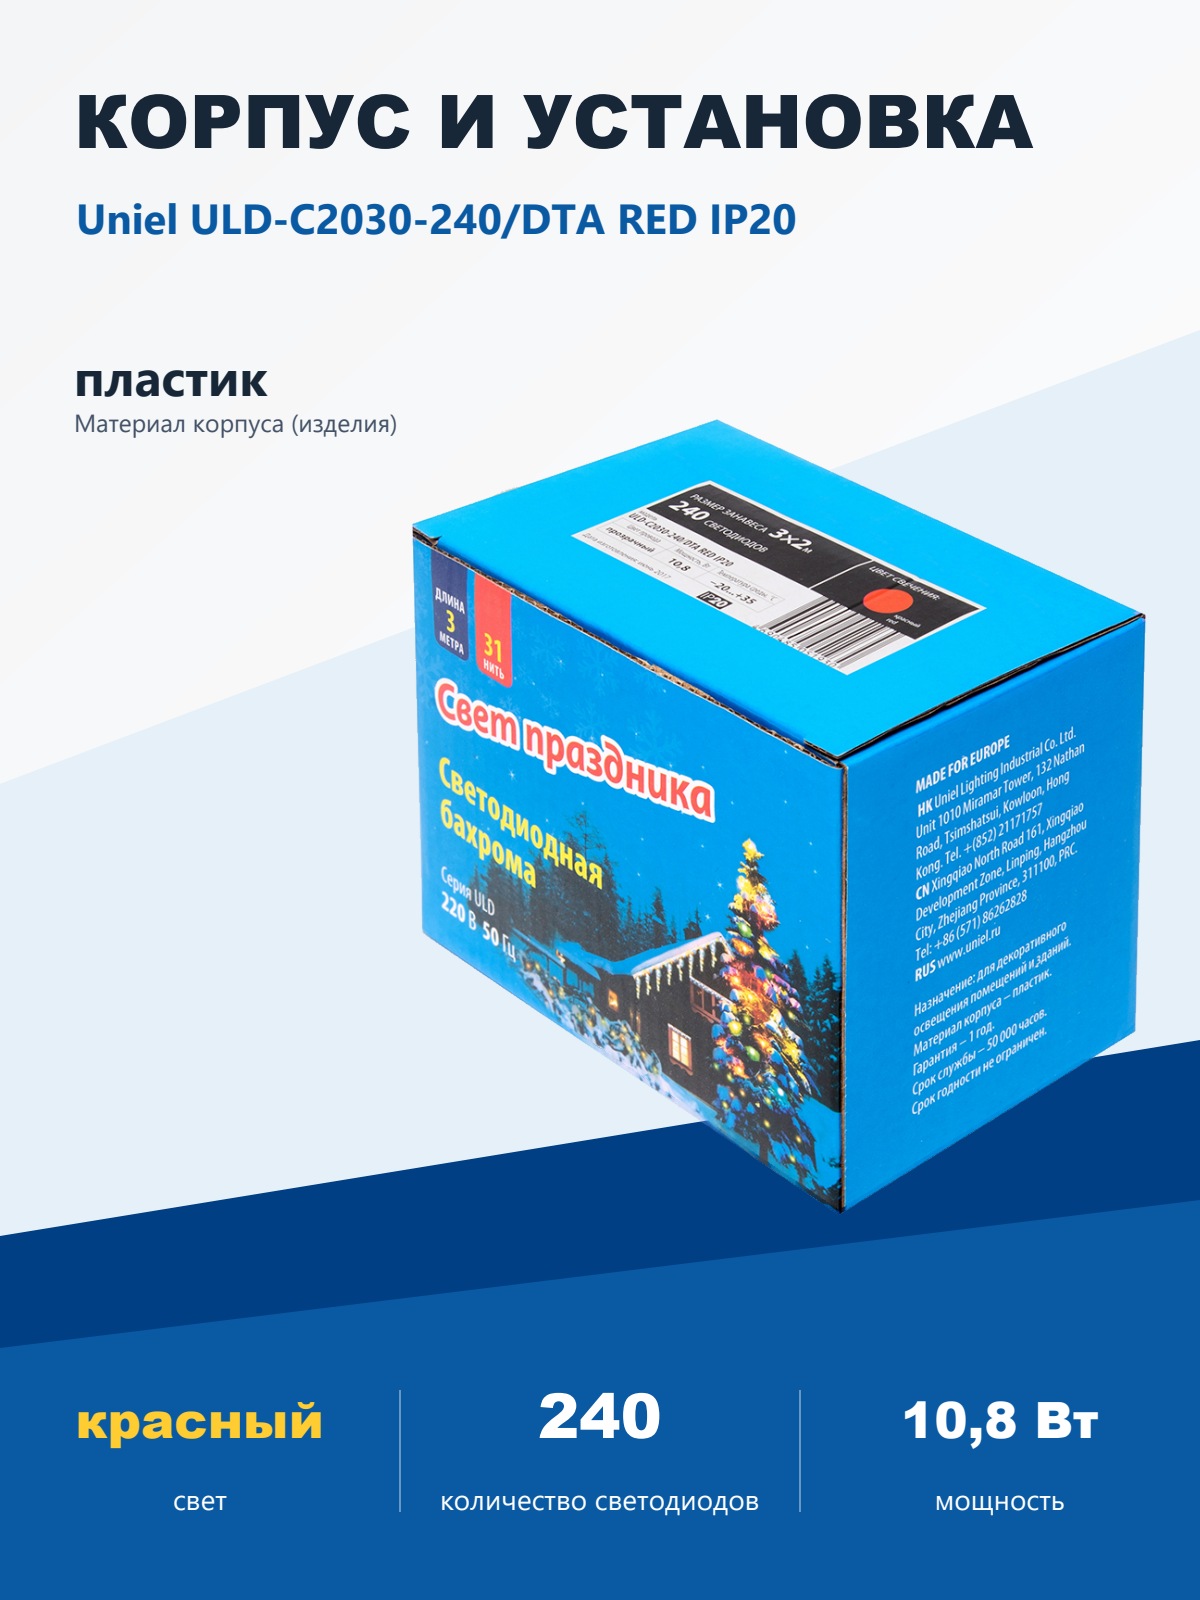 КОРПУС И УСТАНОВКА
Uniel ULD-C2030-240/DTA RED IP20
пластик
Материал корпуса (изделия)
РАЗМЕР ЗАНАВЕСА 3х2м
240 СВЕТОДИОДОВ
ULD-C2030-240/DTA RED IP20
Цвет провода
прозрачный
Мощность, Вт
10.8
-20...+35
IP20
ЦВЕТ СВЕЧЕНИЯ:
красный
red
ДЛИНА
3
МЕТРА
31
НИТЬ
Свет праздника
Светодиодная
бахрома
Серия ULD
220 В 50 Гц
MADE FOR EUROPE
HK Uniel Lighting Industrial Co. Ltd.
Unit 1010 Miramar Tower, 132 Nathan
Road, Tsimshatsui, Kowloon, Hong
Kong. Tel. +(852) 21171757
CN Xingqiao North Road 161, Xingqiao
Development Zone, Linping, Hangzhou
City, Zhejiang Province, 311100, PRC.
Tel: +86 (571) 86262828
RUS www.uniel.ru
Назначение: для декоративного
освещения помещений и зданий.
Материал корпуса – пластик.
Гарантия – 1 год.
Срок службы – 50 000 часов.
Срок годности не ограничен.
красный
свет
240
количество светодиодов
10,8 Вт
мощность